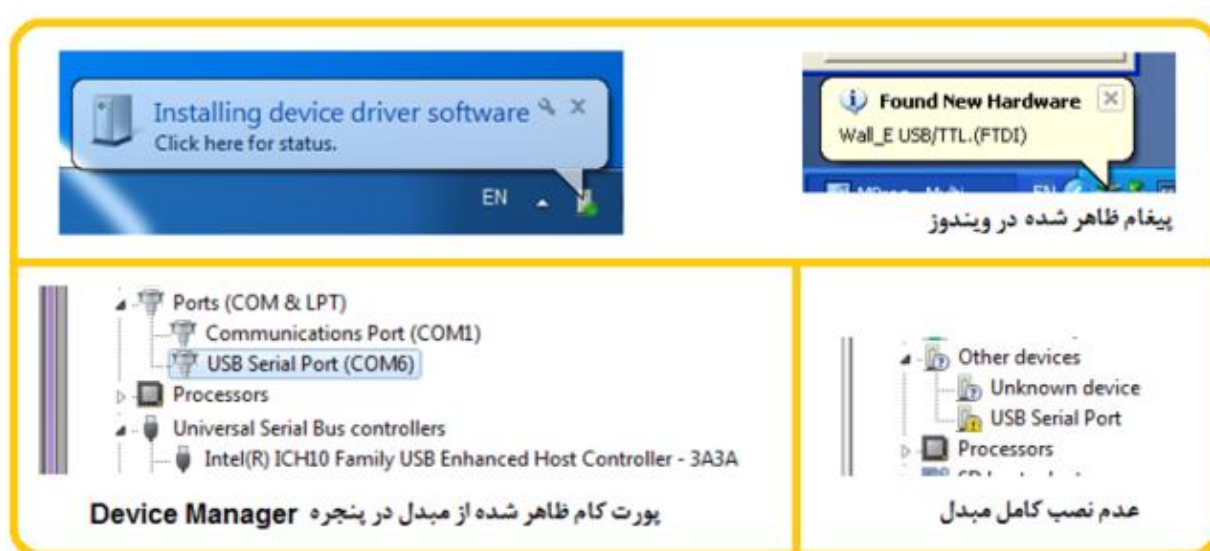 Installing device driver software
Click here for status.
EN
Found New Hardware
Wall_E USB/TTL.(FTDI)
EN
پیغام ظاهر شده در ویندوز
Ports (COM & LPT)
Communications Port (COM1)
USB Serial Port (COM6)
Processors
Universal Serial Bus controllers
Intel(R) ICH10 Family USB Enhanced Host Controller - 3A3A
پورت کام ظاهر شده از مبدل در پنجره Device Manager
Other devices
Unknown device
USB Serial Port
Processors
عدم نصب کامل مبدل